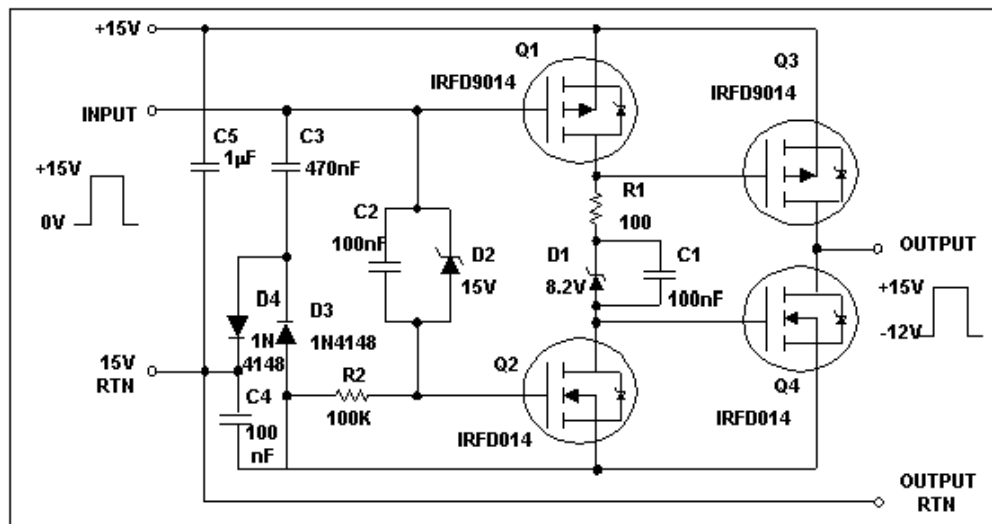 +15V
Q1
Q3
IRFD9014
IRFD9014
INPUT
C5
1µF
C3
470nF
+15V
0V
R1
100
C2
100nF
D2
15V
D1
8.2V
C1
100nF
OUTPUT
+15V
-12V
D4
1N
4148
D3
1N4148
15V
RTN
R2
100K
Q2
Q4
C4
100
nF
IRFD014
IRFD014
OUTPUT
RTN